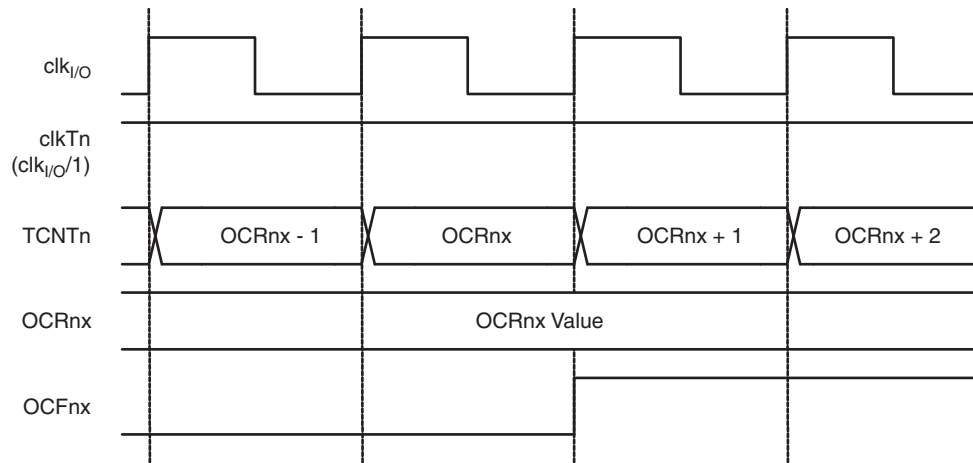 clkI/O
clkTn
(clkI/O/1)
TCNTn
OCRnx - 1
OCRnx
OCRnx + 1
OCRnx + 2
OCRnx
OCRnx Value
OCFnx